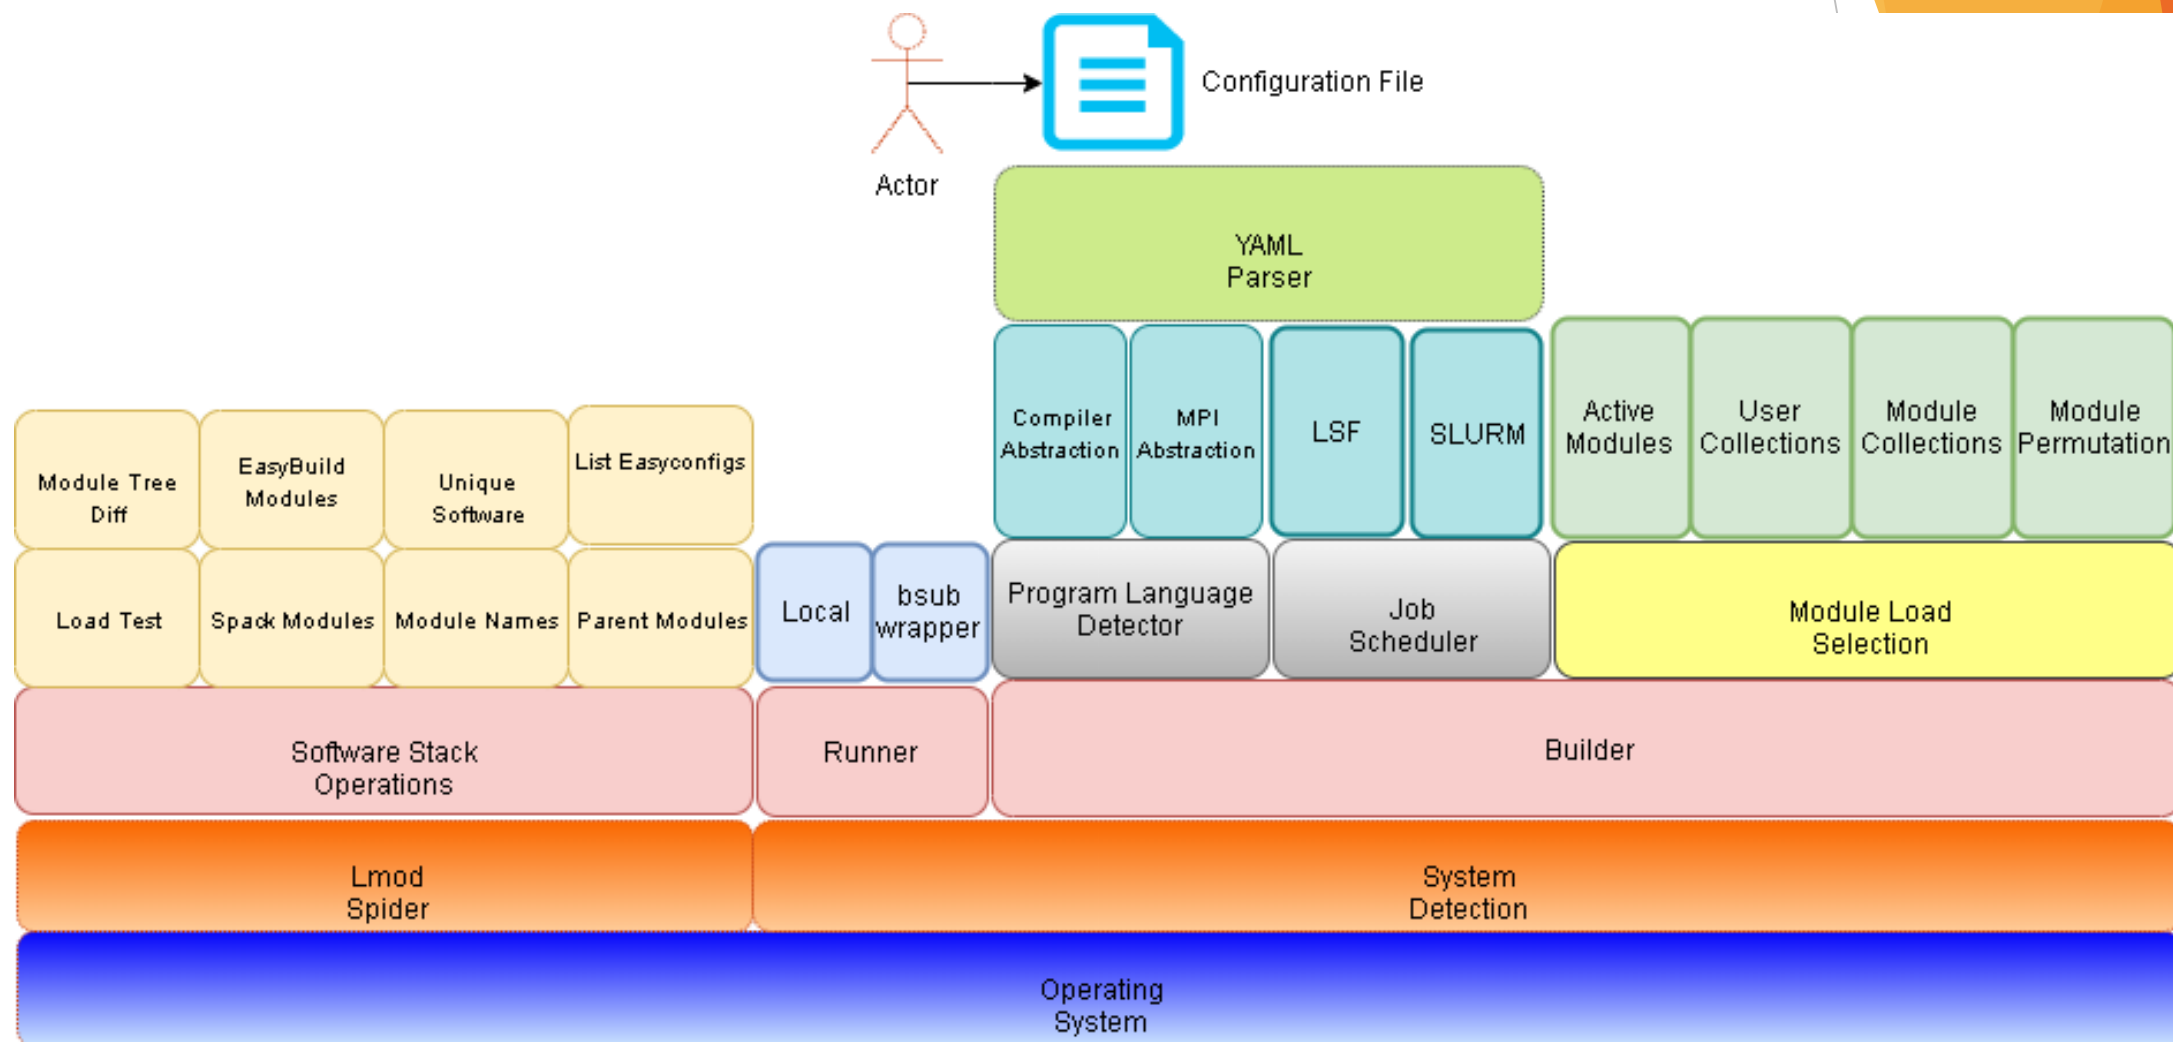 Configuration File
Actor
YAML
Parser
Compiler
Abstraction
MPI
Abstraction
LSF
SLURM
Active
Modules
User
Collections
Module
Collections
Module
Permutation
Module Tree
Diff
EasyBuild
Modules
Unique
Software
List Easyconfigs
Load Test
Spack Modules
Module Names
Parent Modules
Local
bsub
wrapper
Program Language
Detector
Job
Scheduler
Module Load
Selection
Software Stack
Operations
Runner
Builder
Lmod
Spider
System
Detection
Operating
System